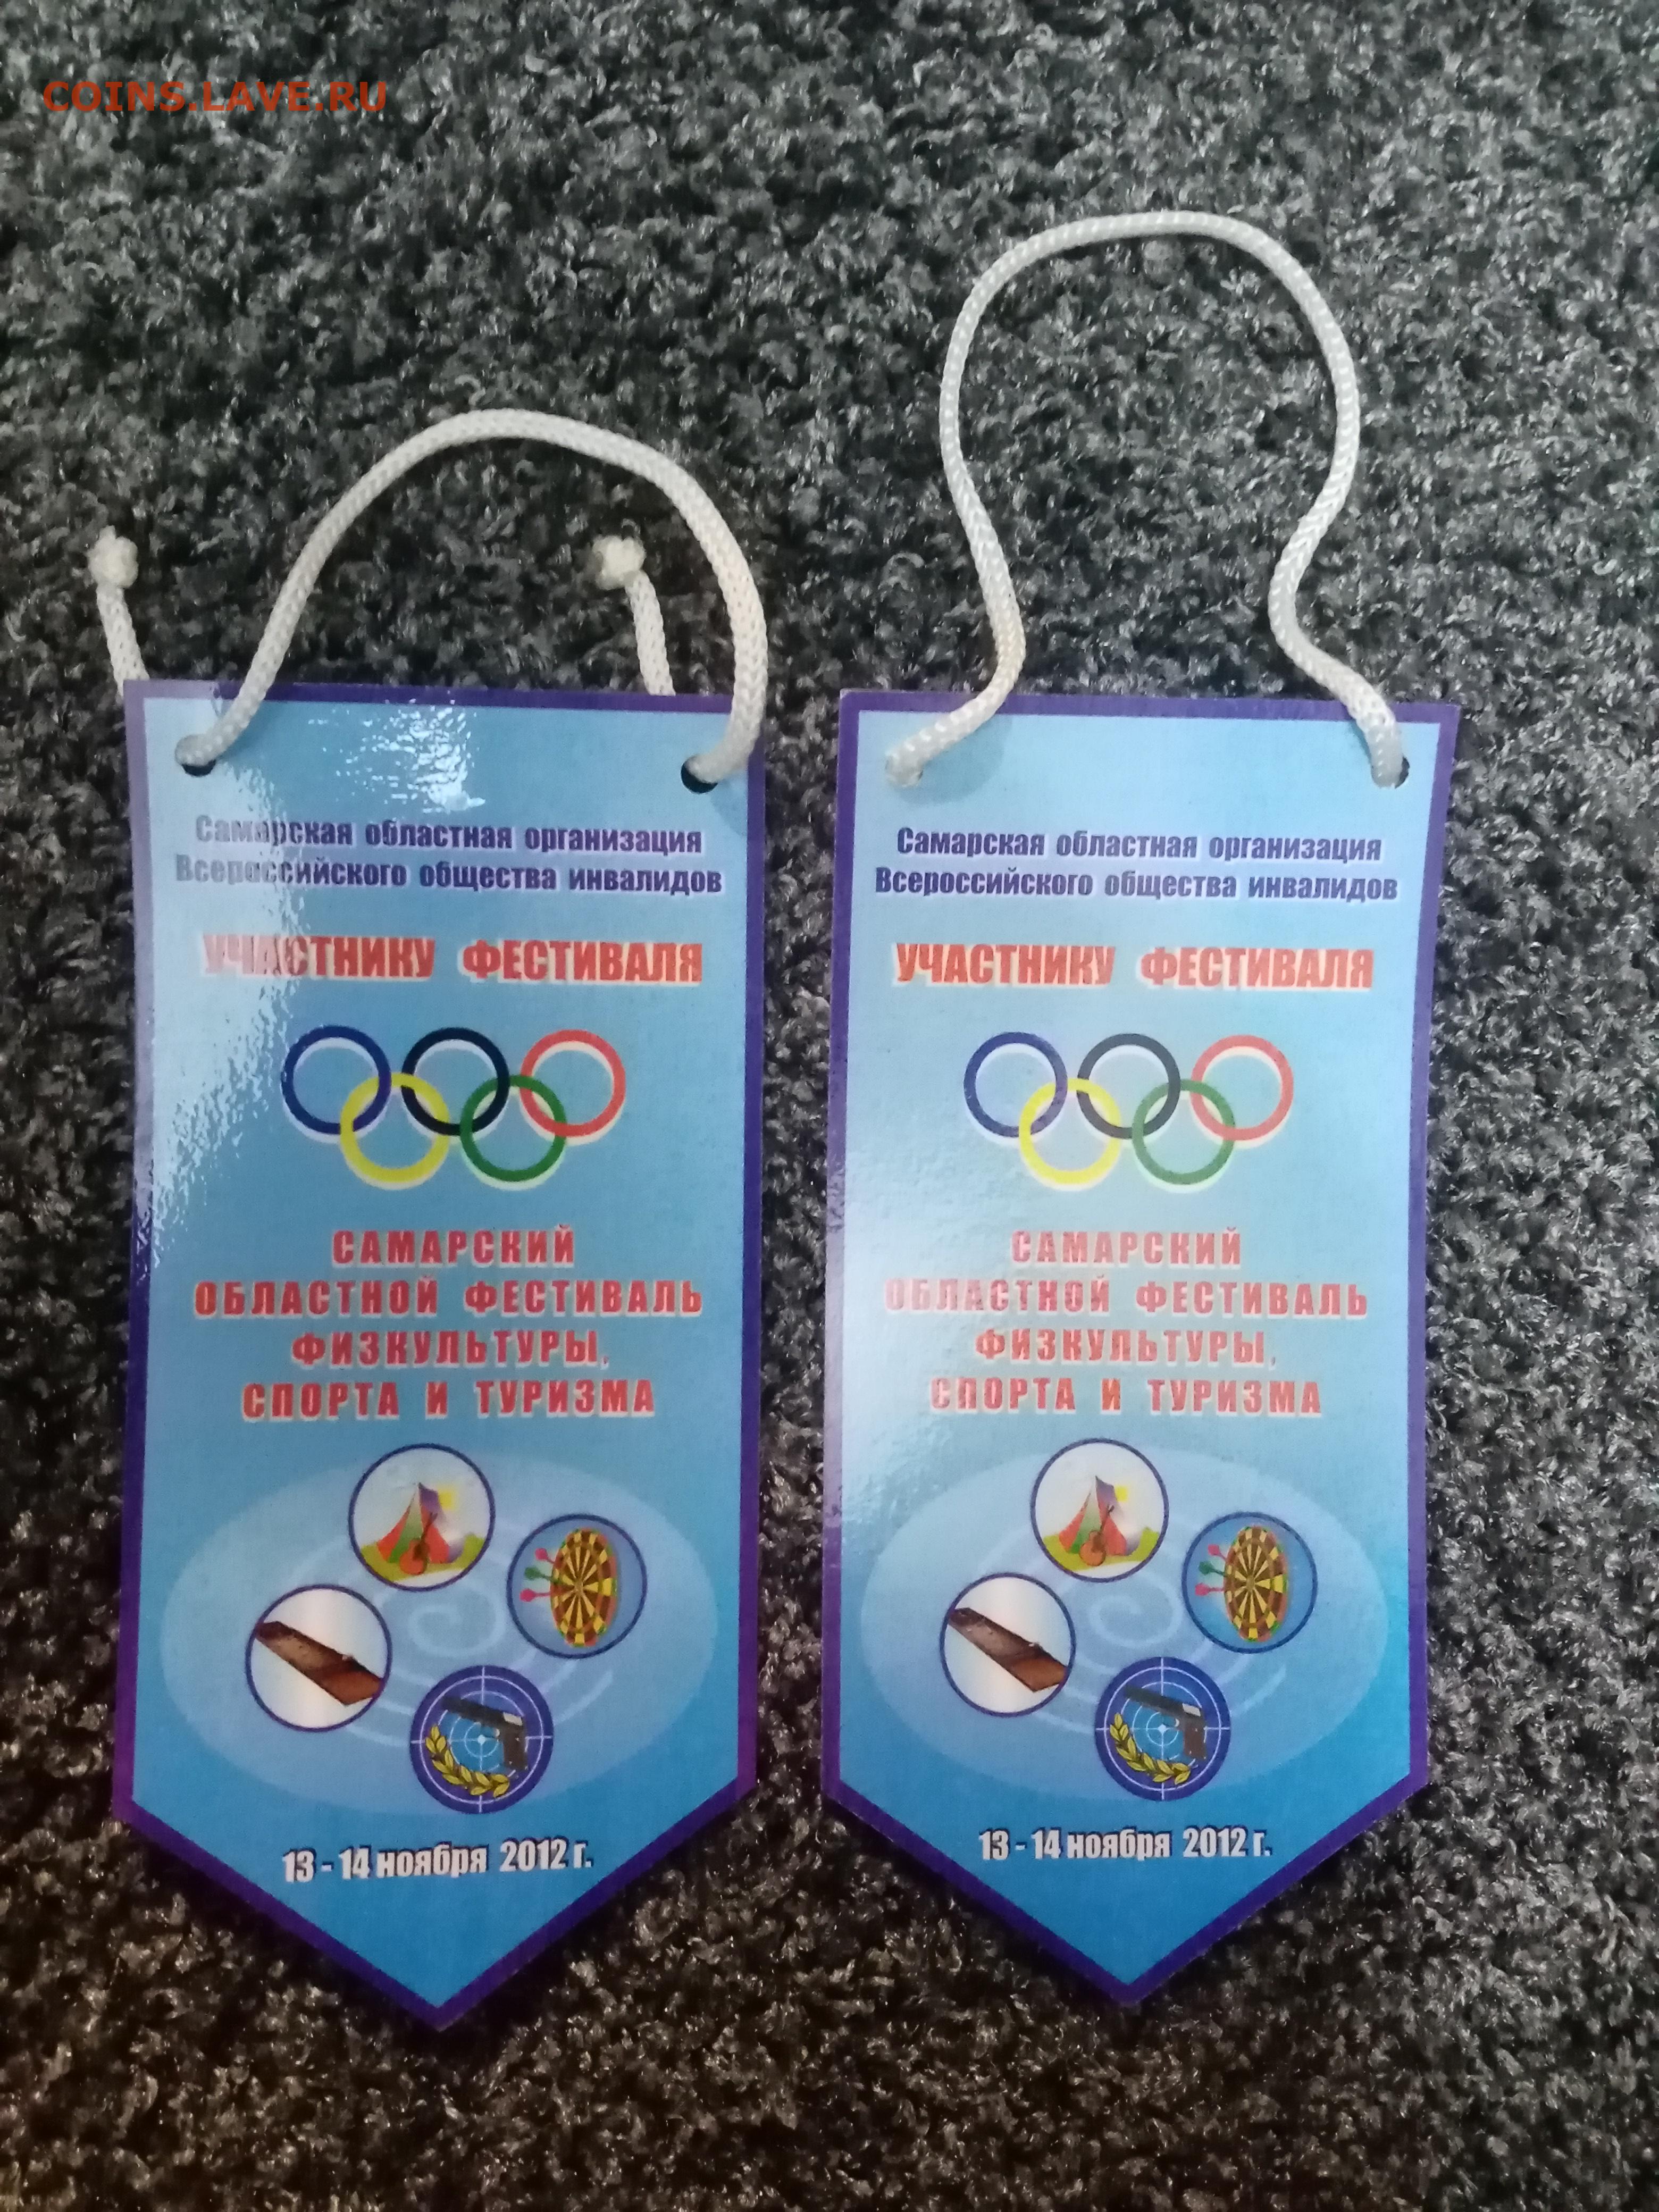 COINS.LAVE.RU
Самарская областная организация
Всероссийского общества инвалидов
УЧАСТНИКУ ФЕСТИВАЛЯ
САМАРСКИЙ
ОБЛАСТНОЙ ФЕСТИВАЛЬ
ФИЗКУЛЬТУРЫ,
СПОРТА И ТУРИЗМА
13 - 14 ноября 2012 г.
Самарская областная организация
Всероссийского общества инвалидов
УЧАСТНИКУ ФЕСТИВАЛЯ
САМАРСКИЙ
ОБЛАСТНОЙ ФЕСТИВАЛЬ
ФИЗКУЛЬТУРЫ,
СПОРТА И ТУРИЗМА
13 - 14 ноября 2012 г.